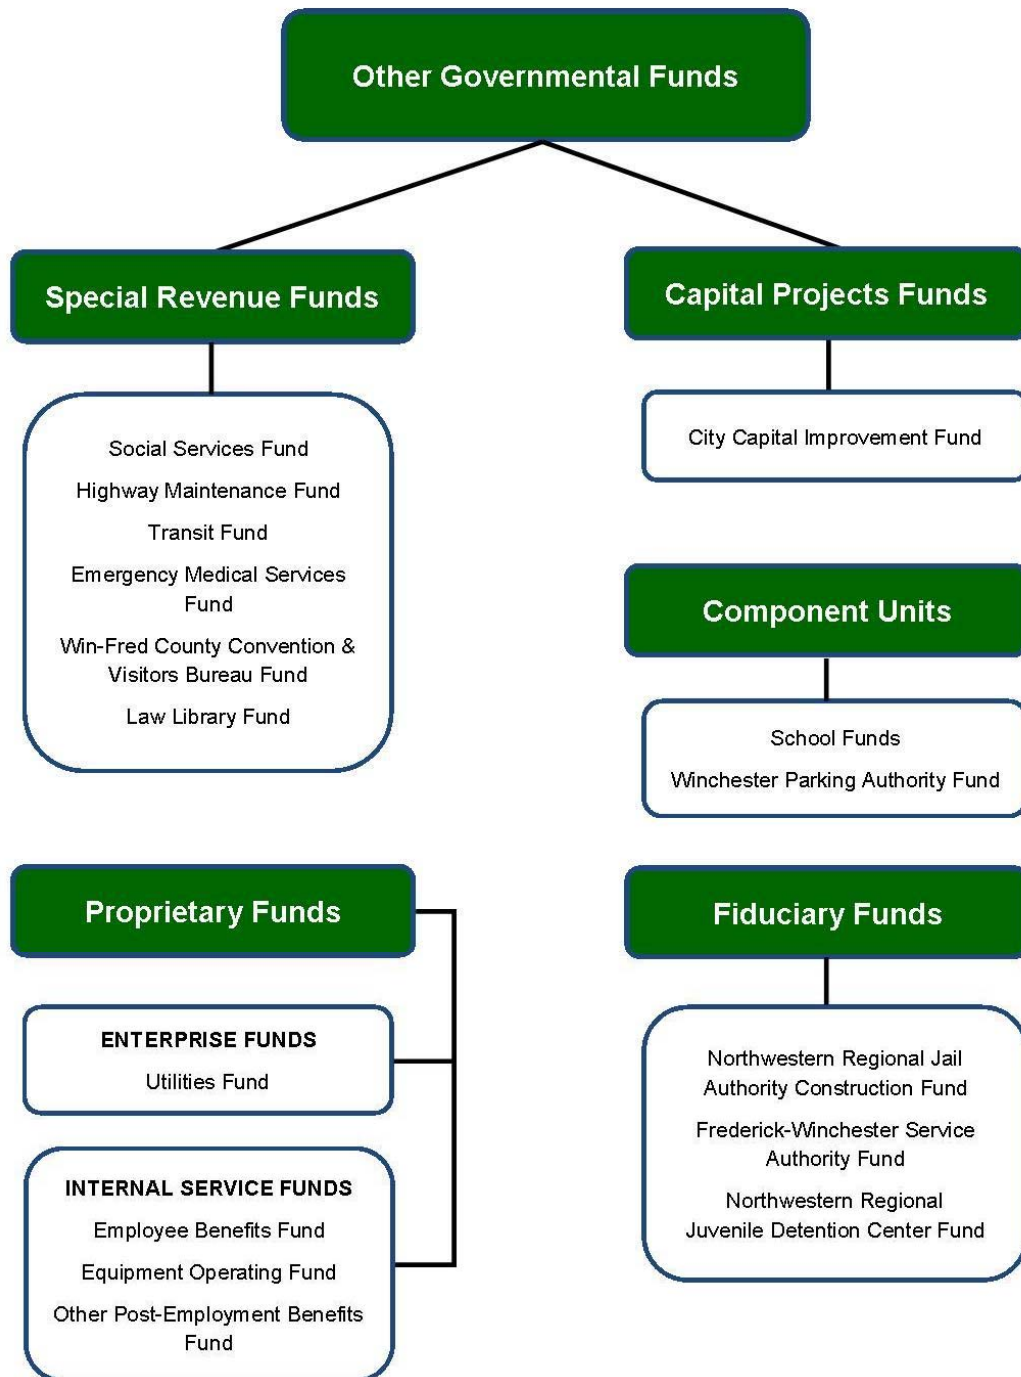 Other Governmental Funds
Special Revenue Funds
Social Services Fund
Highway Maintenance Fund
Transit Fund
Emergency Medical Services
Fund
Win-Fred County Convention &
Visitors Bureau Fund
Law Library Fund
Capital Projects Funds
City Capital Improvement Fund
Component Units
School Funds
Winchester Parking Authority Fund
Proprietary Funds
ENTERPRISE FUNDS
Utilities Fund
INTERNAL SERVICE FUNDS
Employee Benefits Fund
Equipment Operating Fund
Other Post-Employment Benefits
Fund
Fiduciary Funds
Northwestern Regional Jail
Authority Construction Fund
Frederick-Winchester Service
Authority Fund
Northwestern Regional
Juvenile Detention Center Fund